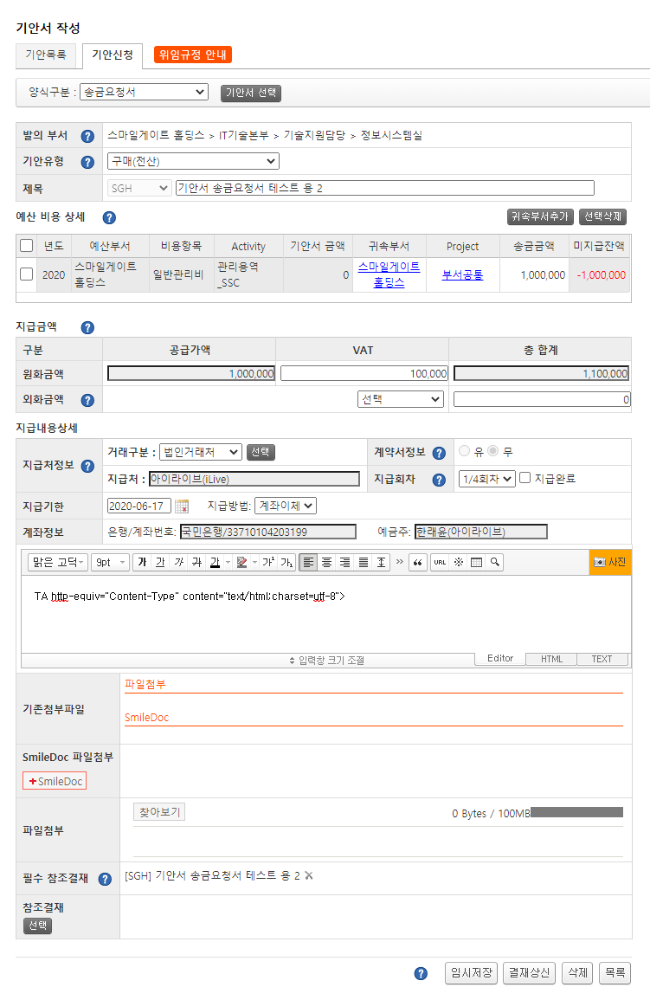 기안서 작성
기안목록 기안신청 위임규정 안내
양식구분 : 송금요청서 기안서 선택
발의 부서 ? 스마일게이트 홀딩스 > IT기술본부 > 기술지원담당 > 정보시스템실
기안유형 ? 구매(전산)
제목 SGH 기안서 송금요청서 테스트 용 2
예산 비용 상세 ? 귀속부서추가 선택삭제
년도 예산부서 비용항목 Activity 기안서 금액 귀속부서 Project 송금금액 미지급잔액
2020 스마일게이트 홀딩스 일반관리비 관리용역_SSC 0 스마일게이트 홀딩스 부서공통 1,000,000 -1,000,000
지급금액 ?
구분 공급가액 VAT 총 합계
원화금액 1,000,000 100,000 1,100,000
외화금액 ? 선택 0
지급내용상세
지급처정보 ? 거래구분 : 법인거래처 선택 계약서정보 ? 유 무
지급처 : 아이라이브(iLive) 지급회차 ? 1/4회차 지급완료
지급기한 2020-06-17 지급방법: 계좌이체
계좌정보 은행/계좌번호: 국민은행/33710104203199 예금주: 한래윤(아이라이브)
맑은 고딕 9pt 가 가 가 가 가 가² 가₁ » “ URL ※ 사진
TA http-equiv="Content-Type" content="text/html;charset=utf-8">
입력창 크기 조절 Editor HTML TEXT
기존첨부파일 파일첨부
SmileDoc
SmileDoc 파일첨부
+SmileDoc
파일첨부 찾아보기 0 Bytes / 100MB
필수 참조결재 ? [SGH] 기안서 송금요청서 테스트 용 2
참조결재
선택
? 임시저장 결재상신 삭제 목록